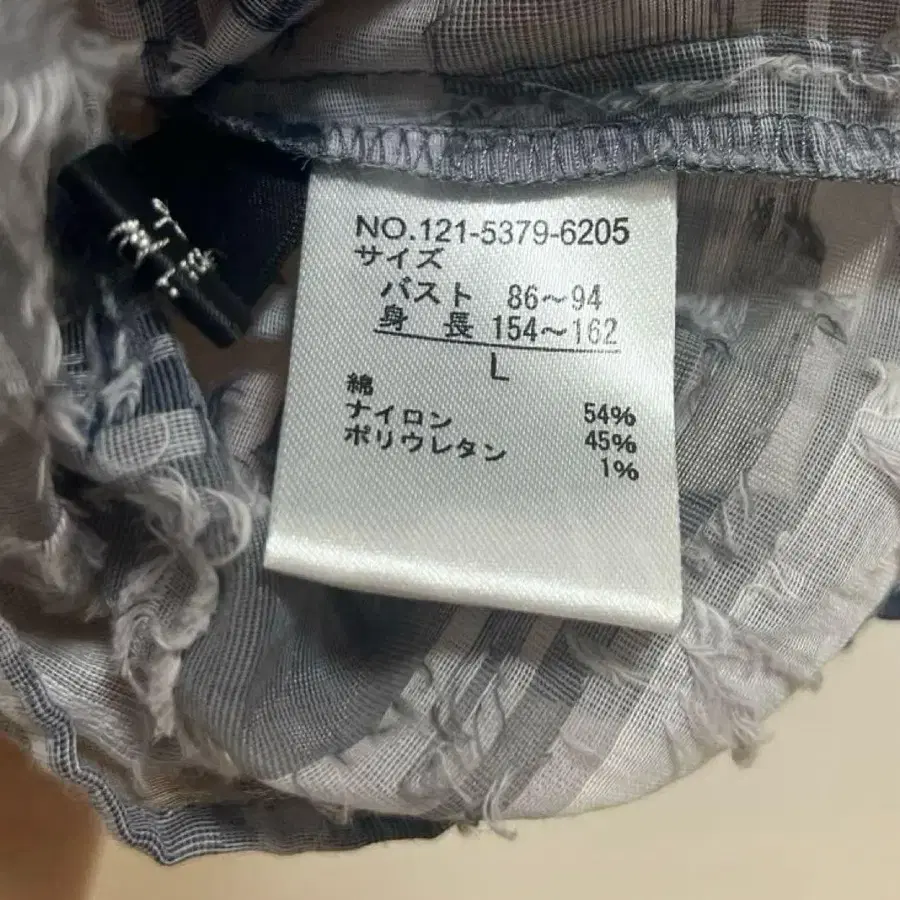 NO.121-5379-6205
サイズ
バスト 86～94
身長 154～162
L
綿 54%
ナイロン 45%
ポリウレタン 1%